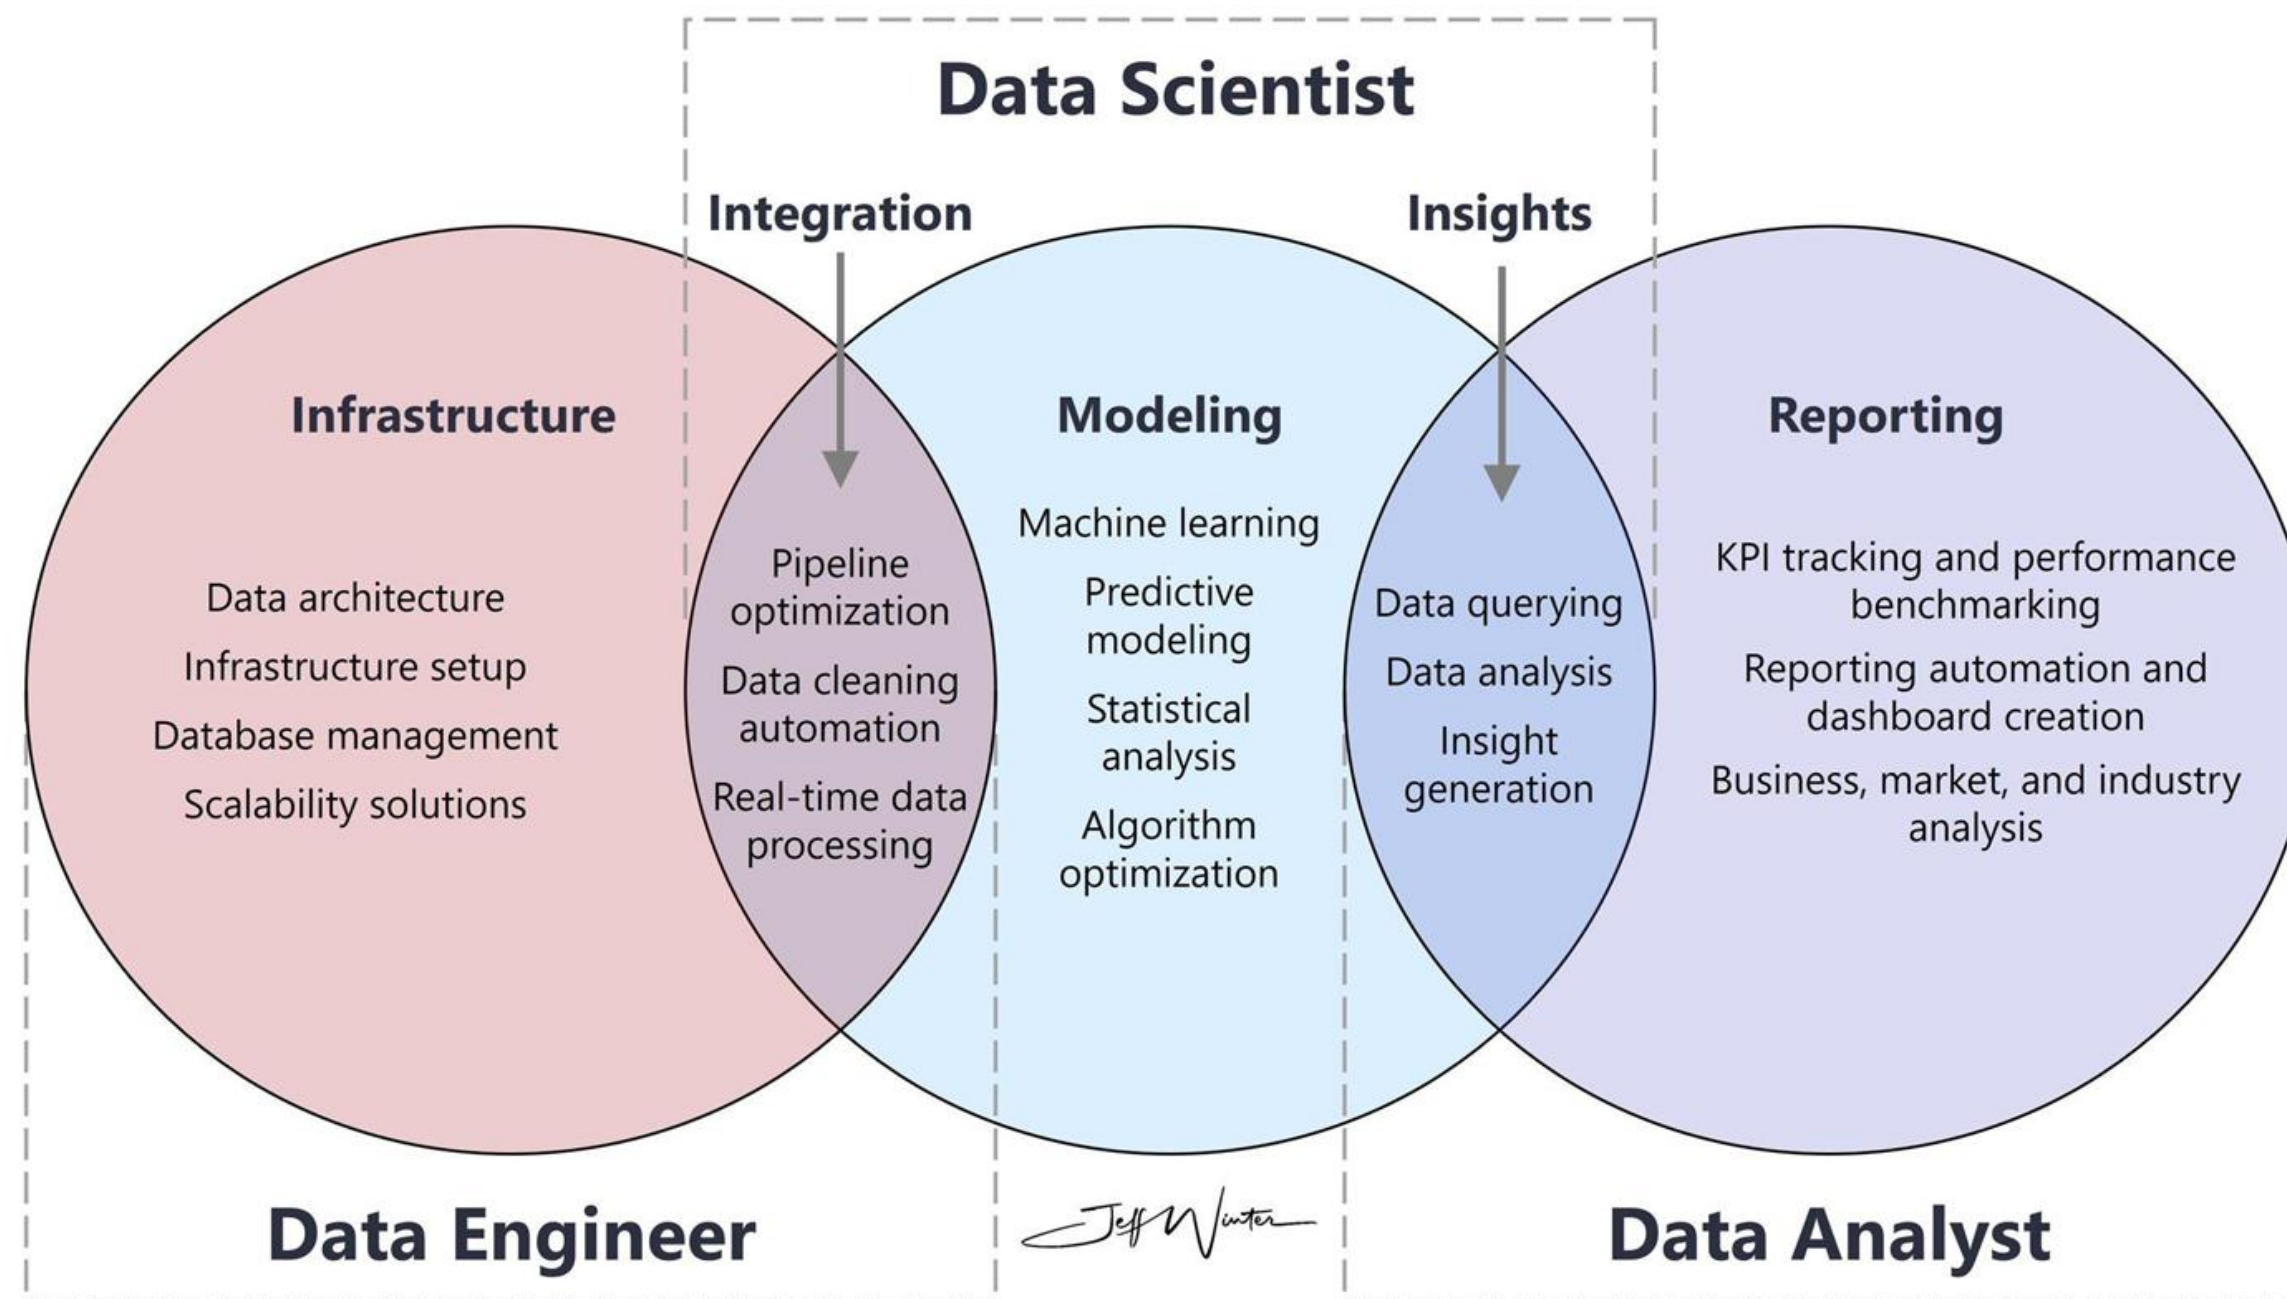 Data Scientist
Integration
Insights
Infrastructure
Data architecture
Infrastructure setup
Database management
Scalability solutions
Pipeline
optimization
Data cleaning
automation
Real-time data
processing
Modeling
Machine learning
Predictive
modeling
Statistical
analysis
Algorithm
optimization
Data querying
Data analysis
Insight
generation
Reporting
KPI tracking and performance
benchmarking
Reporting automation and
dashboard creation
Business, market, and industry
analysis
Data Engineer
Jeff Winter
Data Analyst